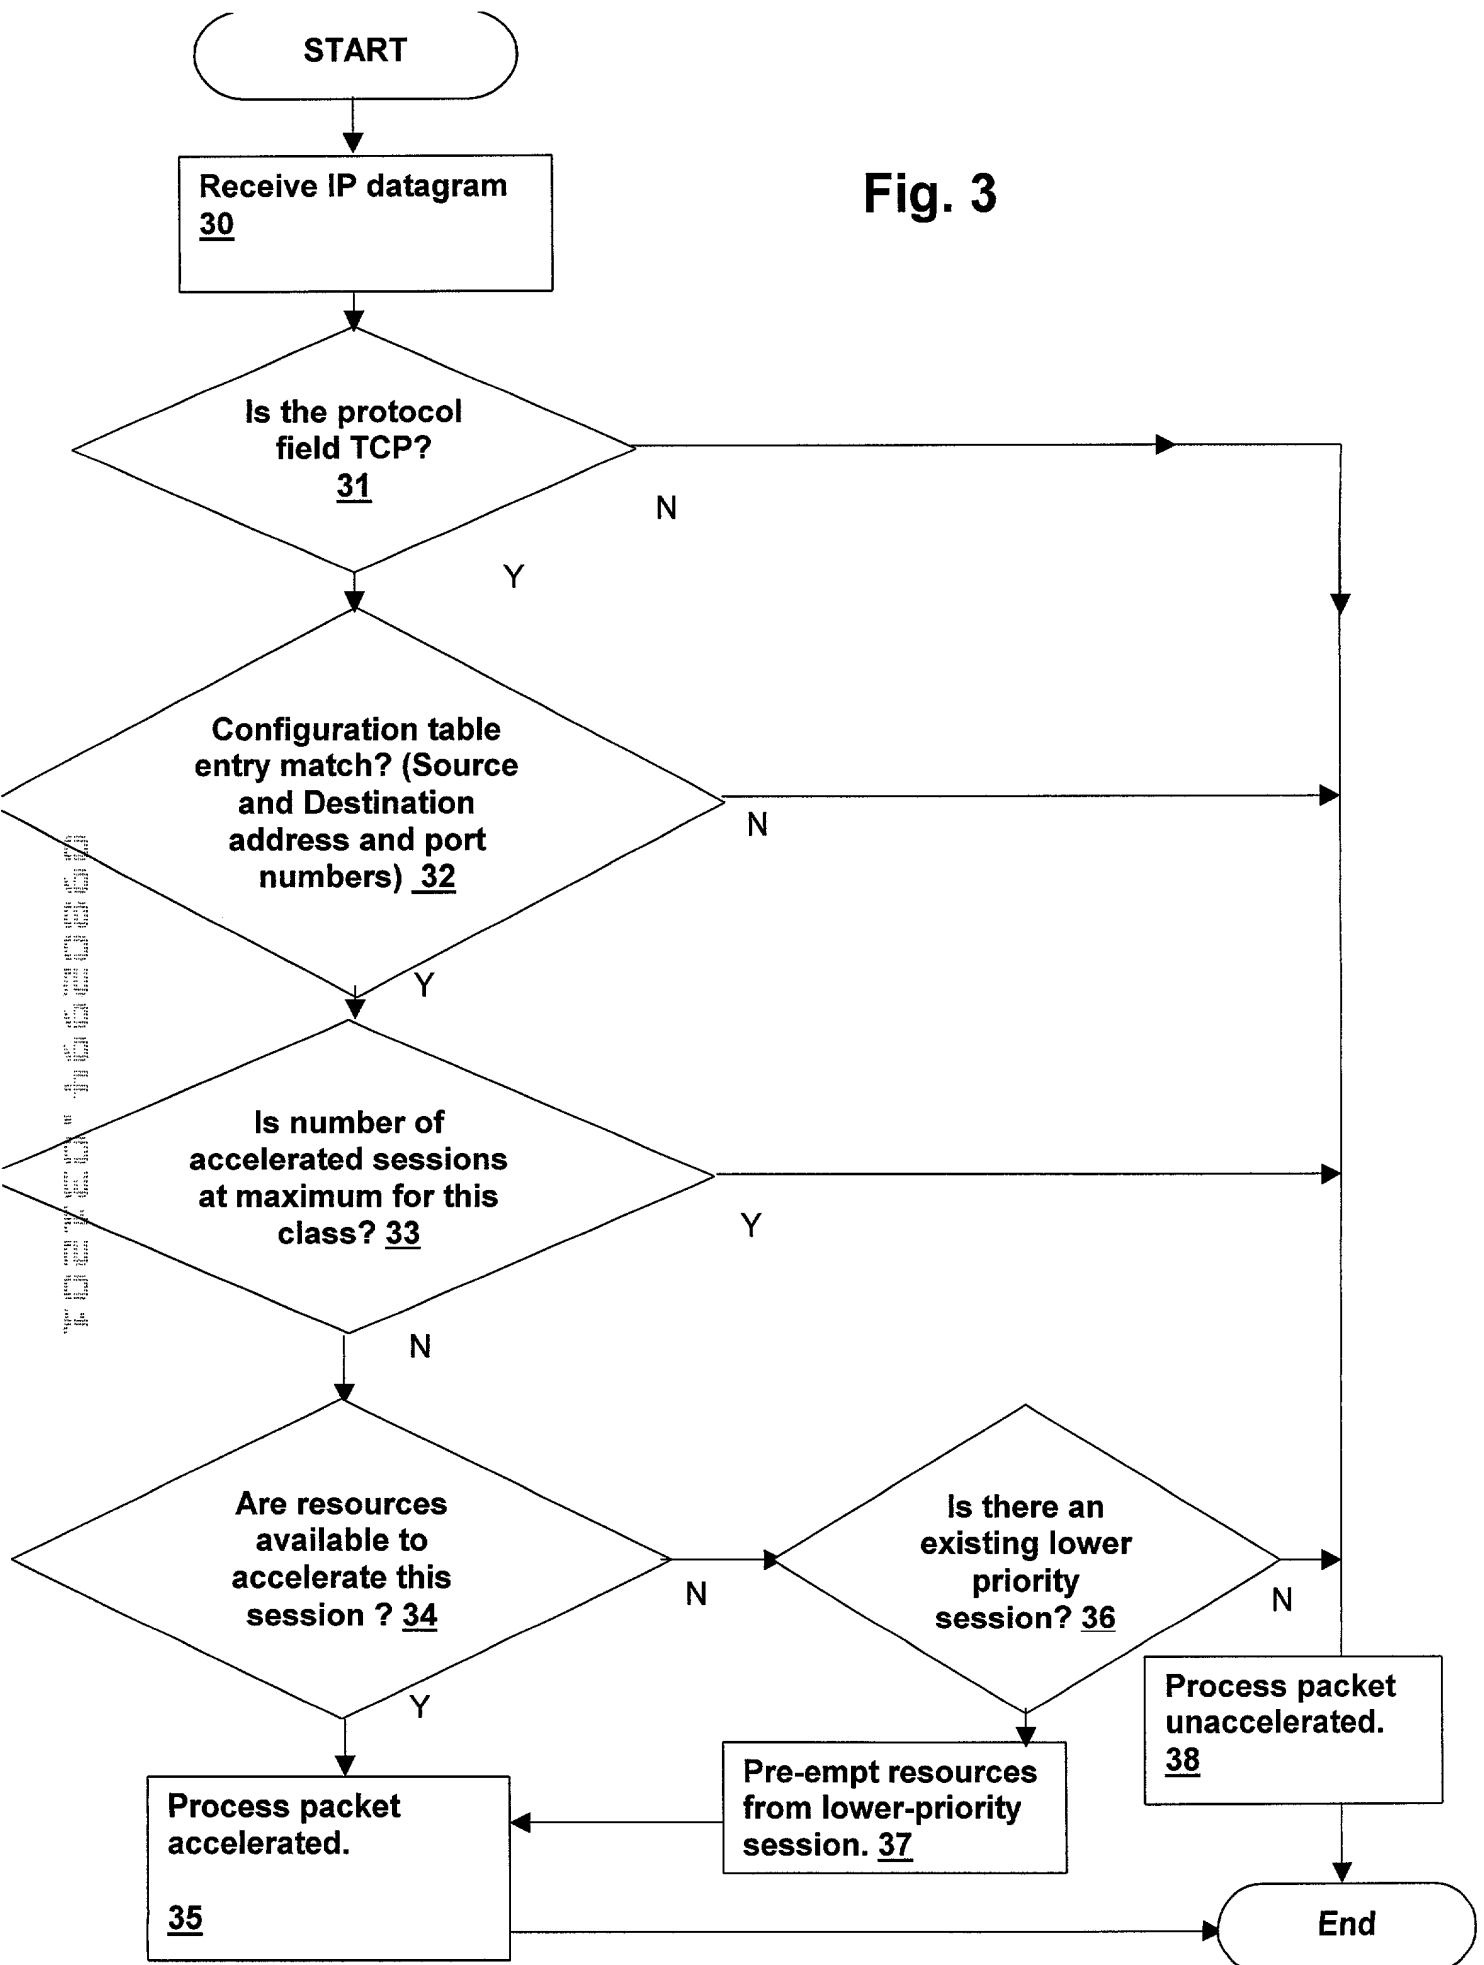 START
Receive IP datagram
30
Fig. 3
Is the protocol
field TCP?
31
N
Y
Configuration table
entry match? (Source
and Destination
address and port
numbers) 32
N
Y
Is number of
accelerated sessions
at maximum for this
class? 33
Y
N
Are resources
available to
accelerate this
session ? 34
N
Y
Is there an
existing lower
priority
session? 36
N
Process packet
unaccelerated.
38
Pre-empt resources
from lower-priority
session. 37
Process packet
accelerated.
35
End